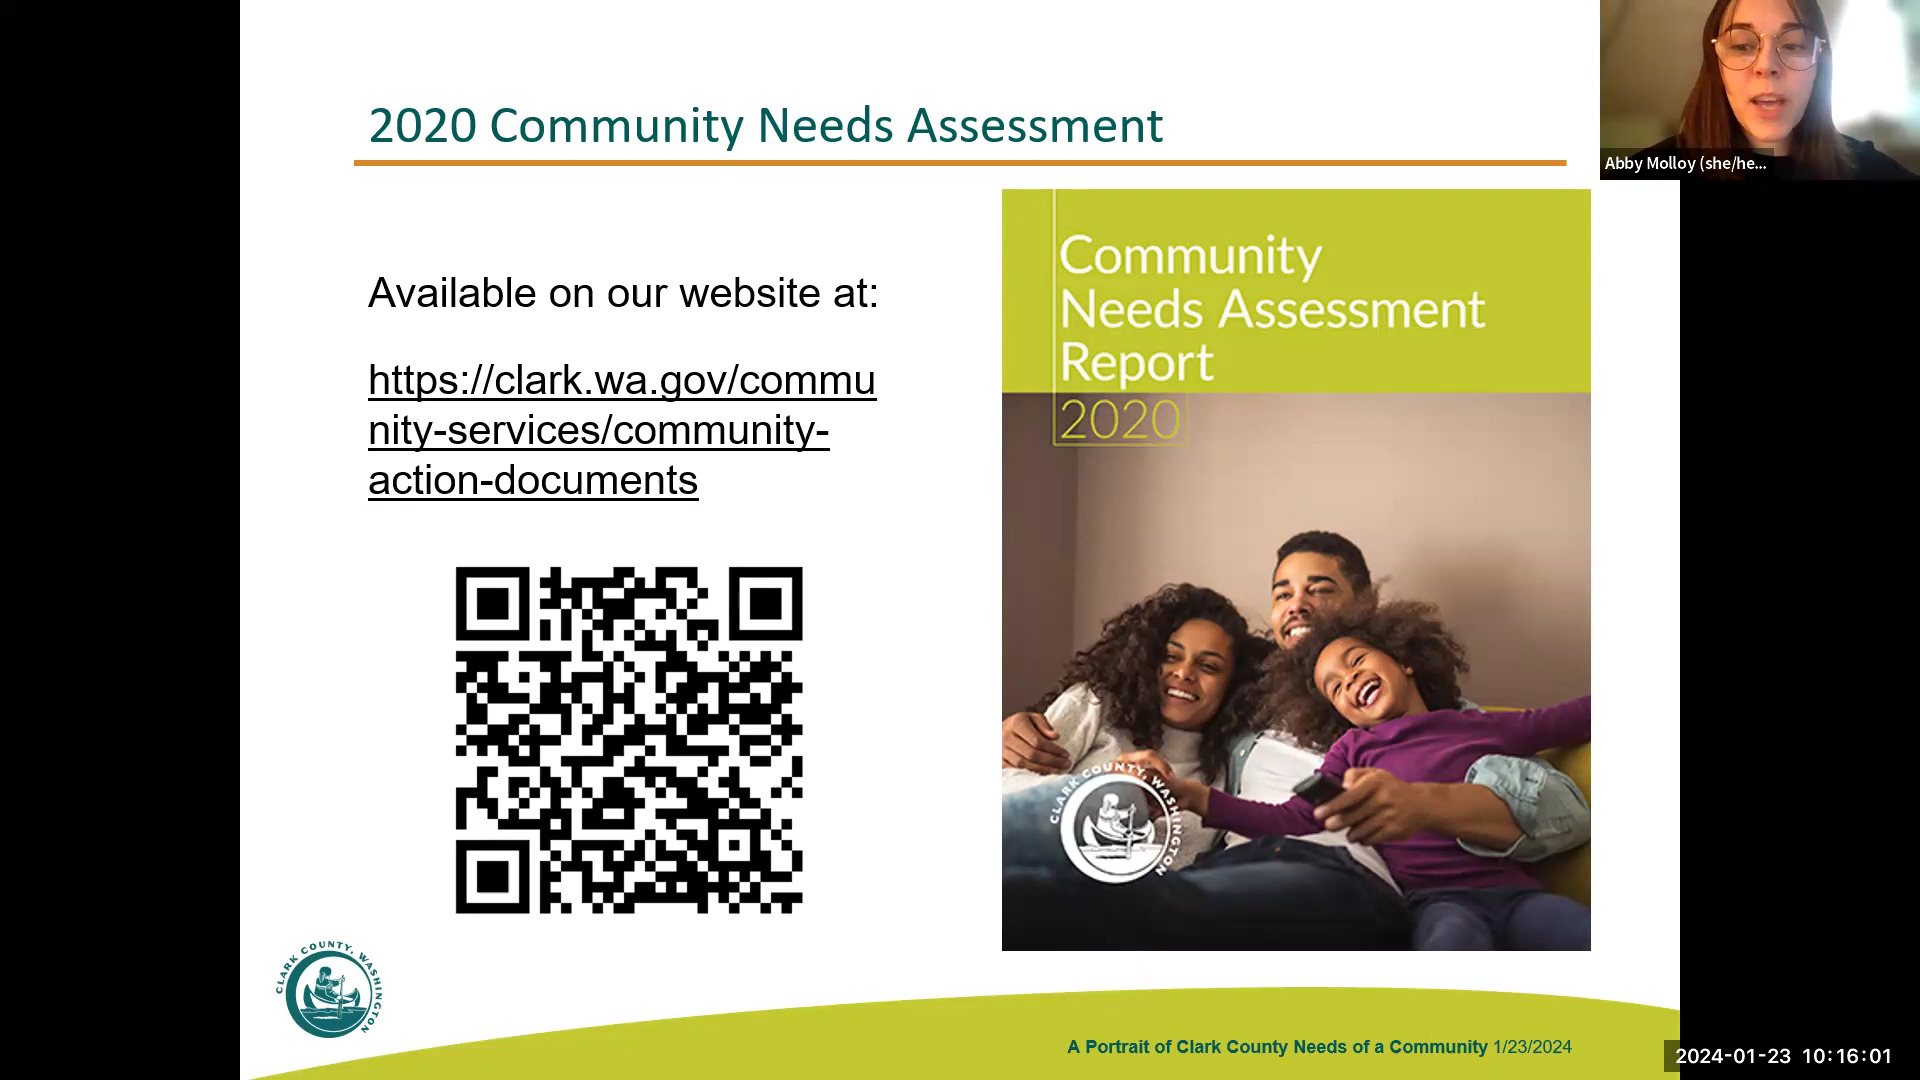 2020 Community Needs Assessment
Abby Molloy (she/he...
Available on our website at:
https://clark.wa.gov/commu
nity-services/community-
action-documents
Community
Needs Assessment
Report
2020
CLARK COUNTY, WASHINGTON
CLARK COUNTY, WASHINGTON
A Portrait of Clark County Needs of a Community 1/23/2024
2024-01-23 10:16:01